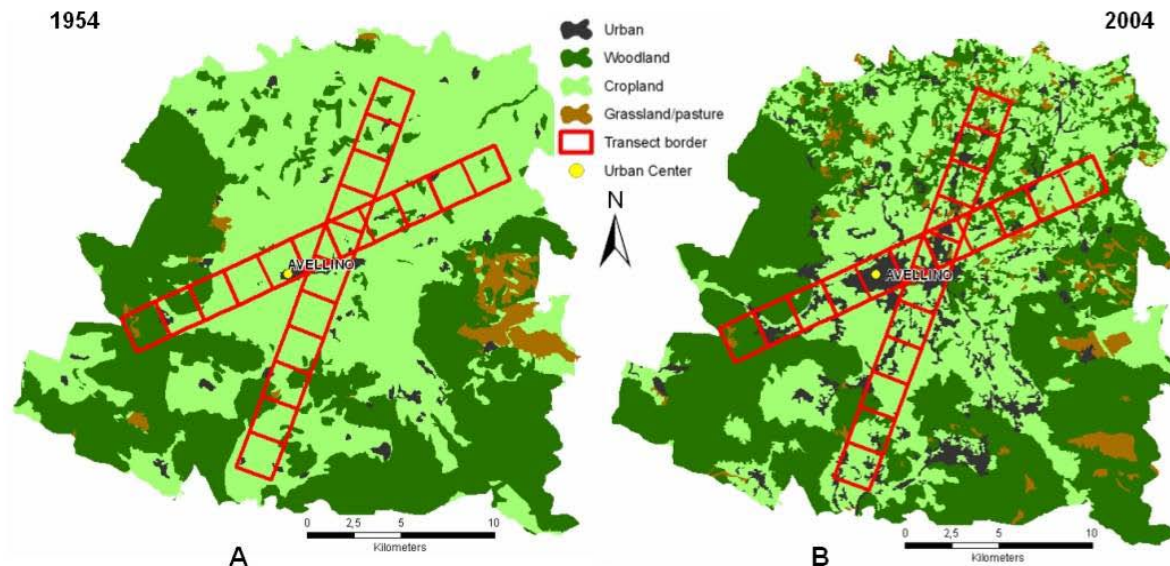 1954
2004
Urban
Woodland
Cropland
Grassland/pasture
Transect border
Urban Center
N
AVELLINO
AVELLINO
0 2,5 5 10
Kilometers
A
0 2,5 5 10
Kilometers
B